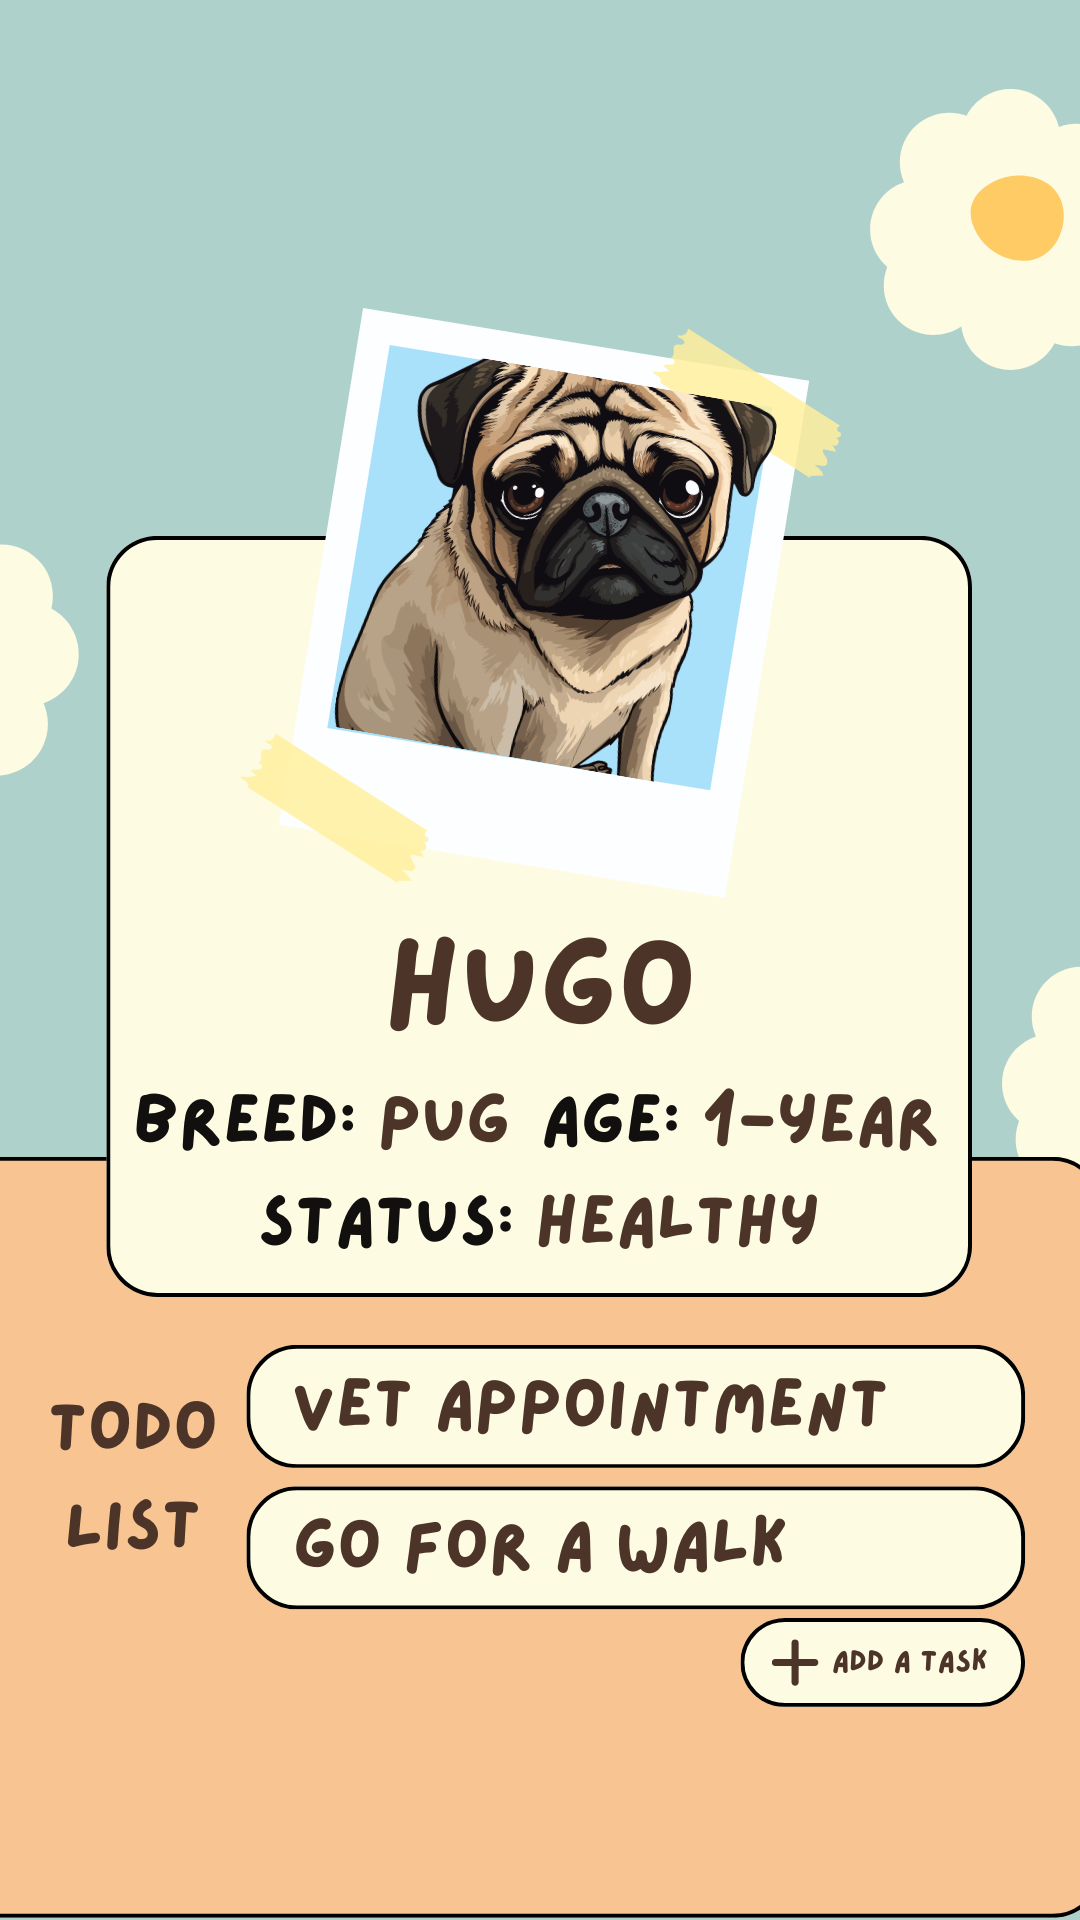 HUGO
BREED: PUG AGE: 1-YEAR
STATUS: HEALTHY
TODO
LIST
VET APPOINTMENT
GO FOR A WALK
+ ADD A TASK